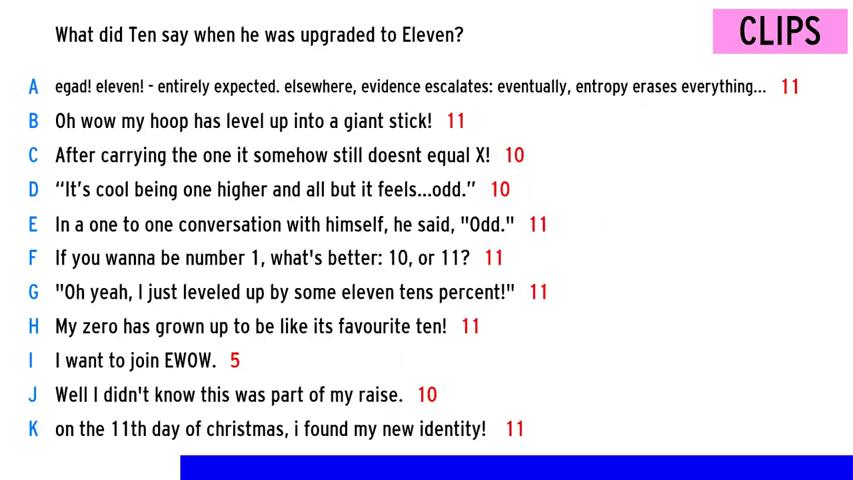 What did Ten say when he was upgraded to Eleven?
CLIPS
A egad! eleven! - entirely expected. elsewhere, evidence escalates: eventually, entropy erases everything... 11
B Oh wow my hoop has level up into a giant stick! 11
C After carrying the one it somehow still doesnt equal X! 10
D “It’s cool being one higher and all but it feels...odd.” 10
E In a one to one conversation with himself, he said, "Odd." 11
F If you wanna be number 1, what's better: 10, or 11? 11
G "Oh yeah, I just leveled up by some eleven tens percent!" 11
H My zero has grown up to be like its favourite ten! 11
I I want to join EWOW. 5
J Well I didn't know this was part of my raise. 10
K on the 11th day of christmas, i found my new identity! 11